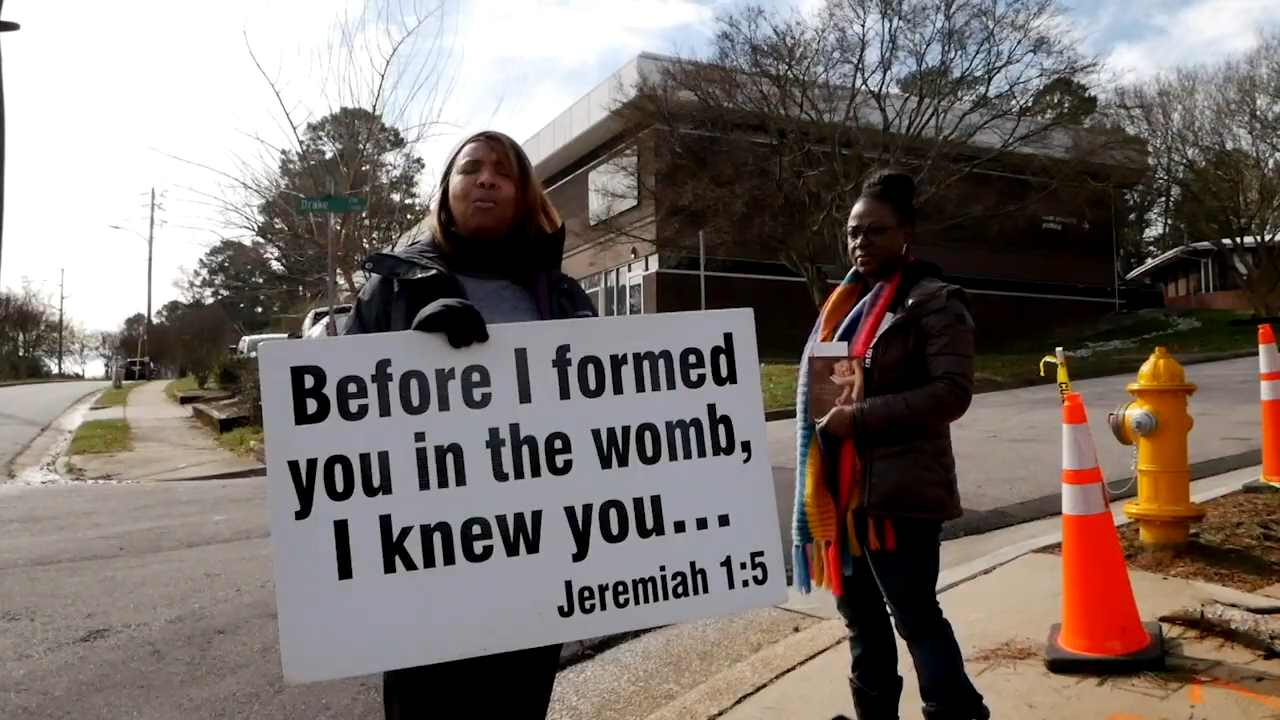 Drake
Before I formed
you in the womb,
I knew you...
Jeremiah 1:5